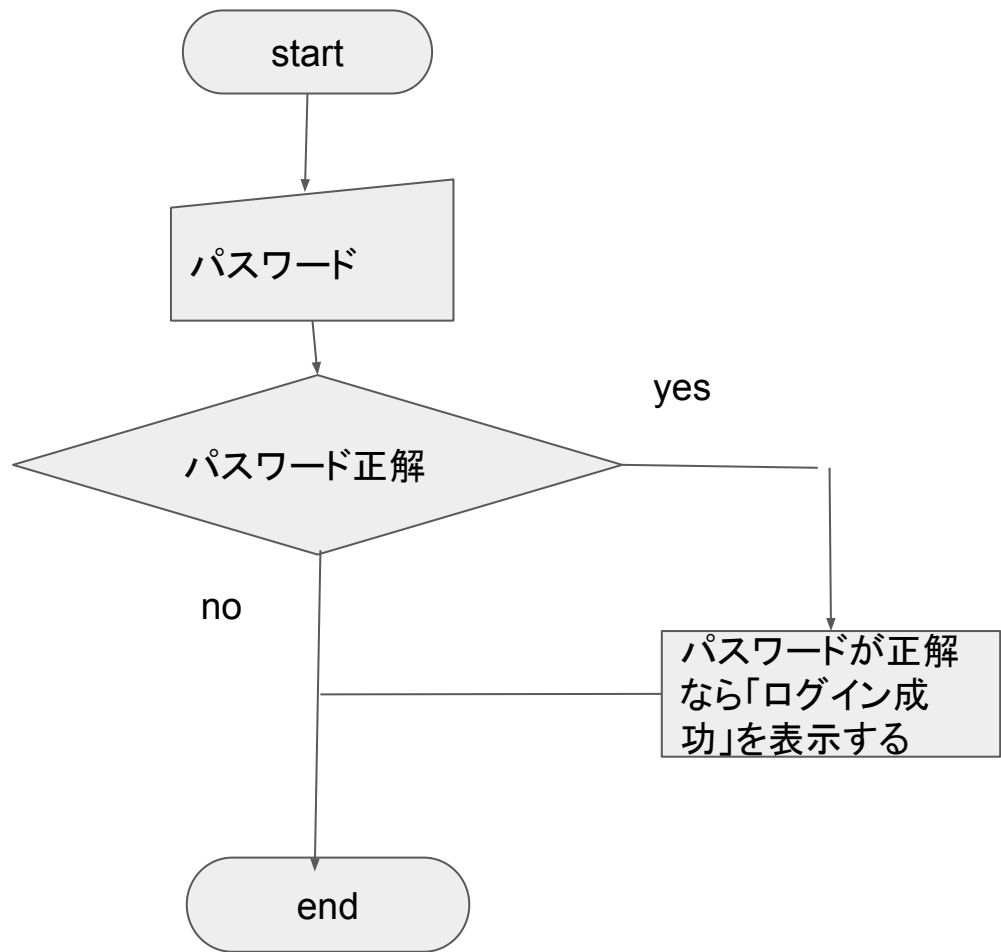 start
パスワード
yes
パスワード正解
no
パスワードが正解
なら「ログイン成
功」を表示する
end